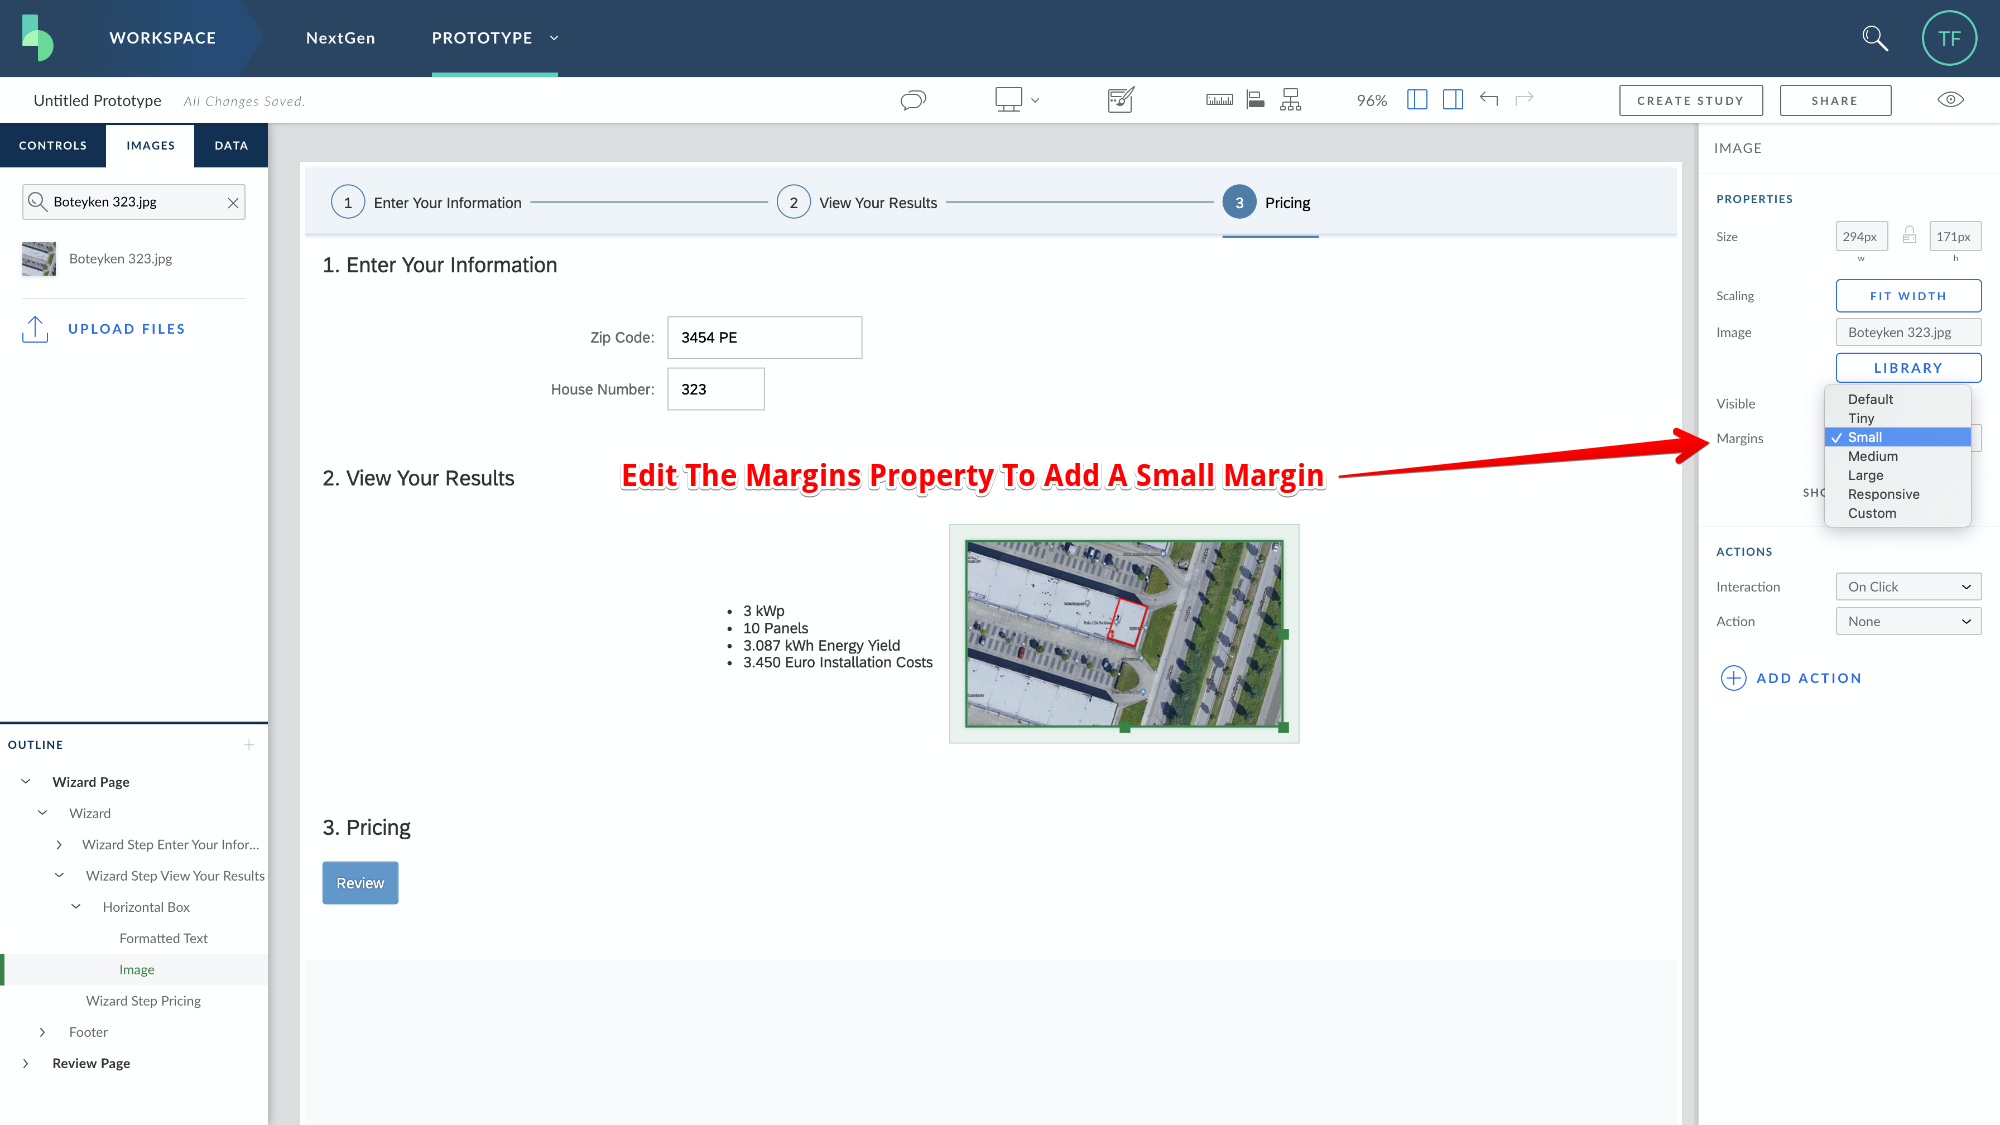 WORKSPACE
NextGen
PROTOTYPE
TF
Untitled Prototype
All Changes Saved.
96%
CREATE STUDY
SHARE
CONTROLS
IMAGES
DATA
Boteyken 323.jpg
Boteyken 323.jpg
UPLOAD FILES
OUTLINE
Wizard Page
Wizard
Wizard Step Enter Your Infor...
Wizard Step View Your Results
Horizontal Box
Formatted Text
Image
Wizard Step Pricing
Footer
Review Page
1 Enter Your Information
2 View Your Results
3 Pricing
1. Enter Your Information
Zip Code: 3454 PE
House Number: 323
2. View Your Results
Edit The Margins Property To Add A Small Margin
• 3 kWp
• 10 Panels
• 3.087 kWh Energy Yield
• 3.450 Euro Installation Costs
3. Pricing
Review
IMAGE
PROPERTIES
Size 294px 171px
w h
Scaling FIT WIDTH
Image Boteyken 323.jpg
LIBRARY
Visible
Margins
Default
Tiny
✓ Small
Medium
Large
Responsive
Custom
SHO
ACTIONS
Interaction On Click
Action None
ADD ACTION